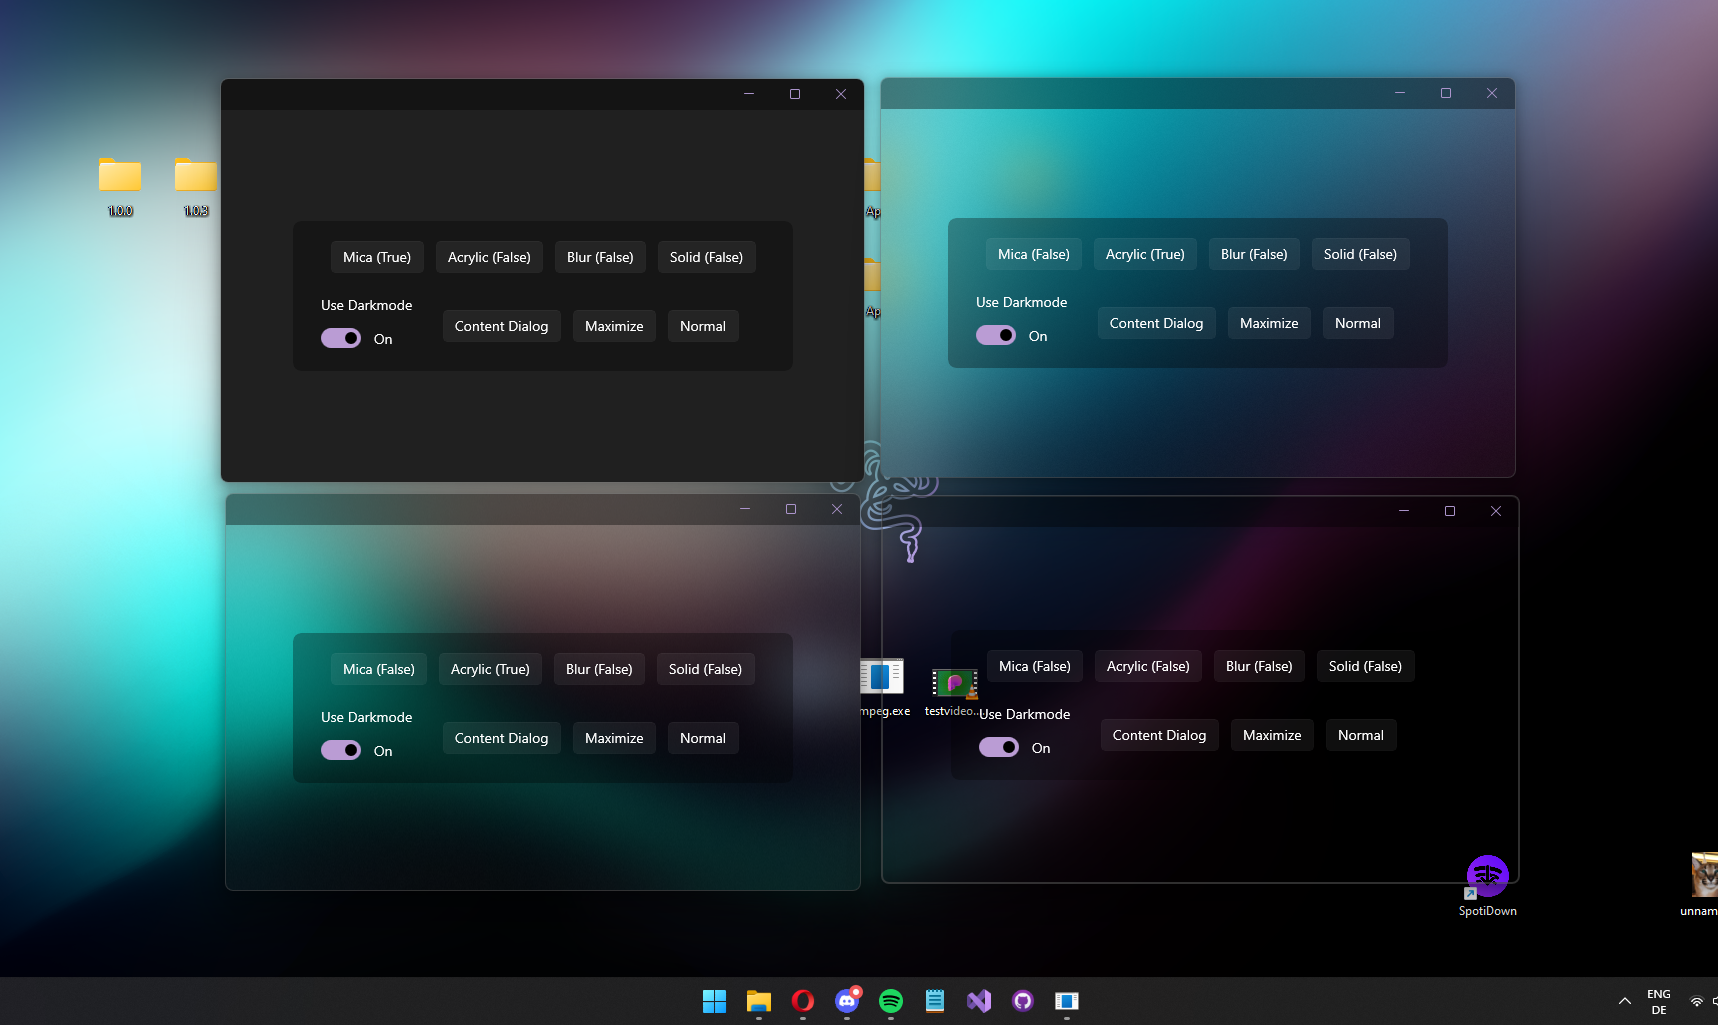 1.0.0
1.0.3
Ap
Ap
Mica (True) Acrylic (False) Blur (False) Solid (False)
Use Darkmode
On Content Dialog Maximize Normal
Mica (False) Acrylic (True) Blur (False) Solid (False)
Use Darkmode
On Content Dialog Maximize Normal
Mica (False) Acrylic (True) Blur (False) Solid (False)
Use Darkmode
On Content Dialog Maximize Normal
mpeg.exe
testvideo...
Mica (False) Acrylic (False) Blur (False) Solid (False)
Use Darkmode
On Content Dialog Maximize Normal
SpotiDown
unnam
ENG
DE